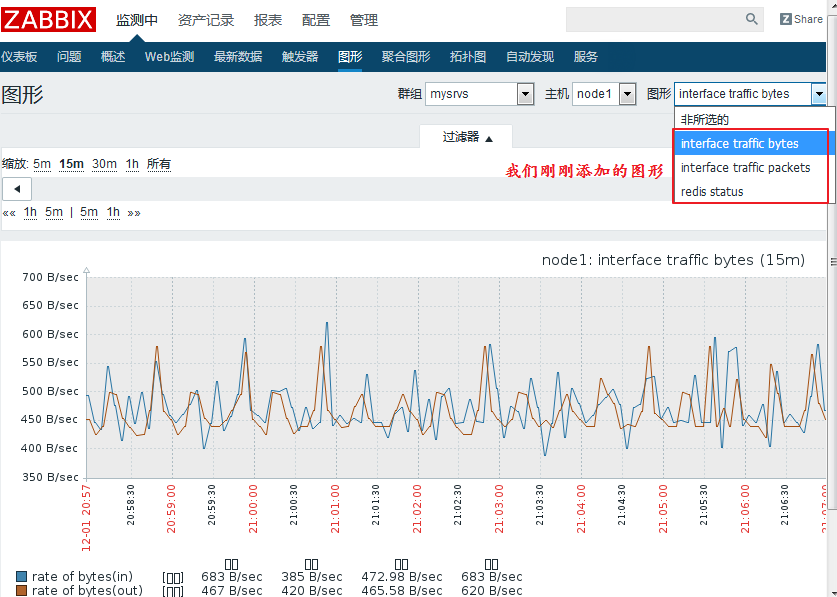 ZABBIX 监测中 资产记录 报表 配置 管理 Z Share
仪表板 问题 概述 Web监测 最新数据 触发器 图形 聚合图形 拓扑图 自动发现 服务
图形 群组 mysrvs 主机 node1 图形 interface traffic bytes
非所选的
interface traffic bytes
interface traffic packets
redis status
过滤器 ▲
缩放: 5m 15m 30m 1h 所有
我们刚刚添加的图形
«« 1h 5m | 5m 1h »»
node1: interface traffic bytes (15m)
700 B/sec
650 B/sec
600 B/sec
550 B/sec
500 B/sec
450 B/sec
400 B/sec
350 B/sec
12-01 20:57 20:58:30 20:59:00 20:59:30 21:00:00 21:00:30 21:01:00 21:01:30 21:02:00 21:02:30 21:03:00 21:03:30 21:04:00 21:04:30 21:05:00 21:05:30 21:06:00 21:06:30
rate of bytes(in) 683 B/sec 385 B/sec 472.98 B/sec 683 B/sec
rate of bytes(out) 467 B/sec 420 B/sec 465.58 B/sec 620 B/sec